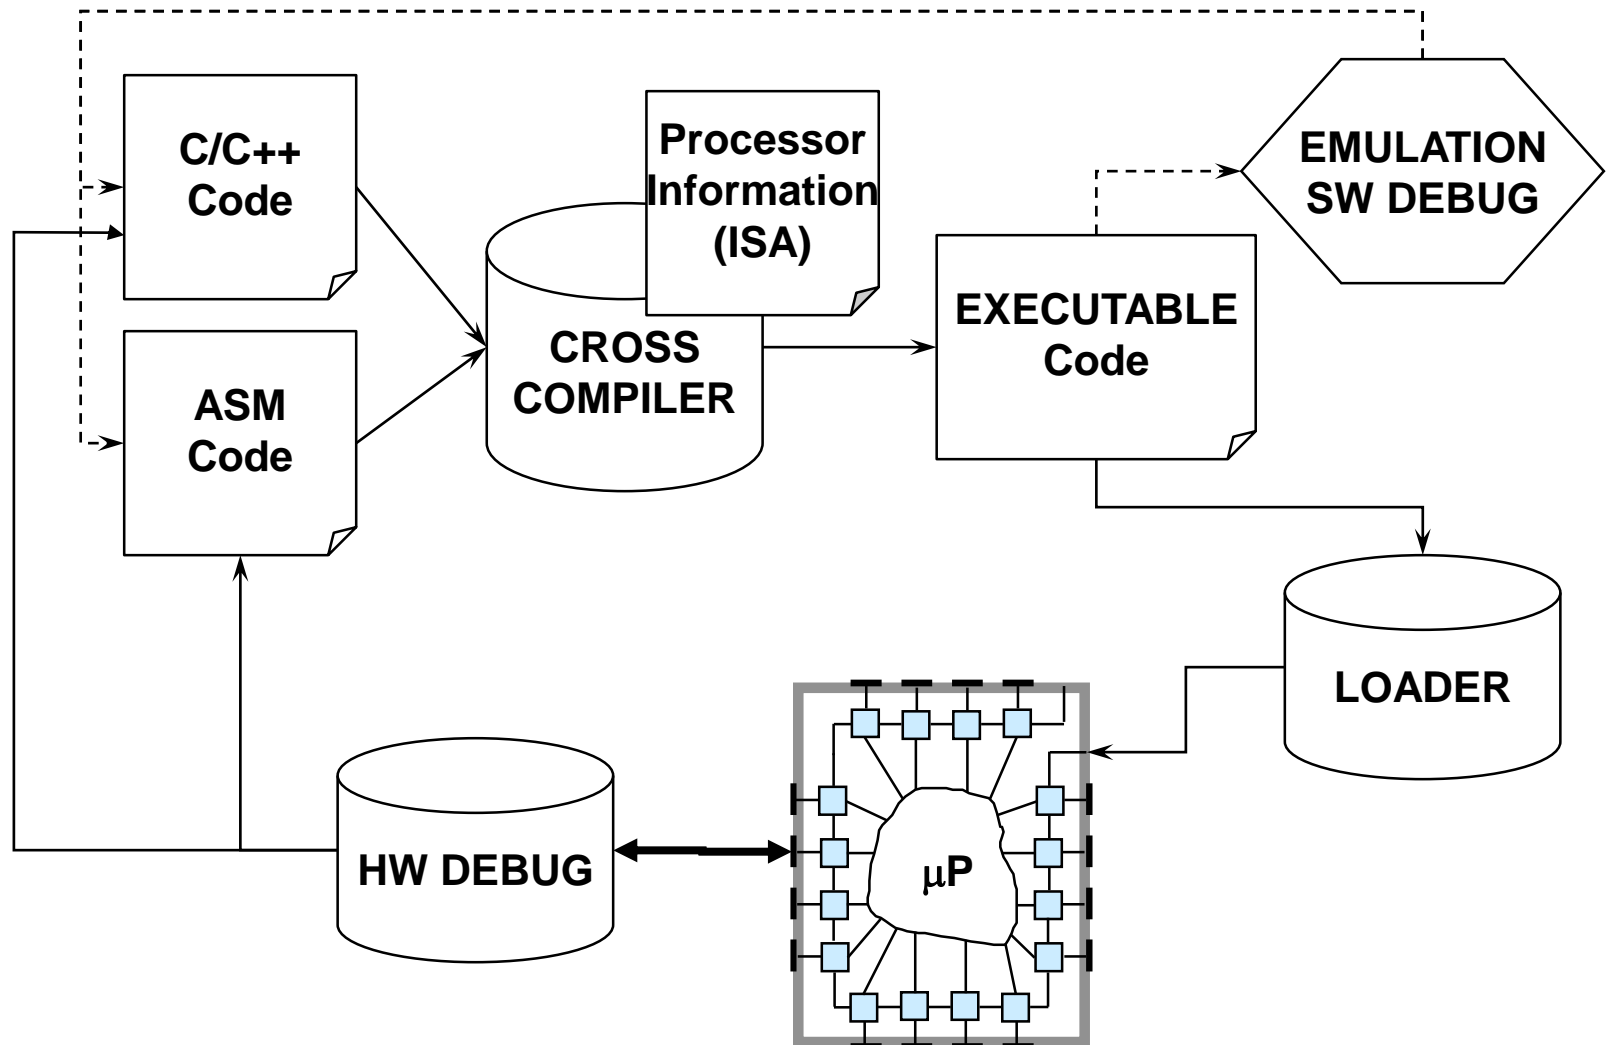 C/C++
Code
Processor
Information
(ISA)
EMULATION
SW DEBUG
CROSS
COMPILER
EXECUTABLE
Code
ASM
Code
LOADER
HW DEBUG
μP